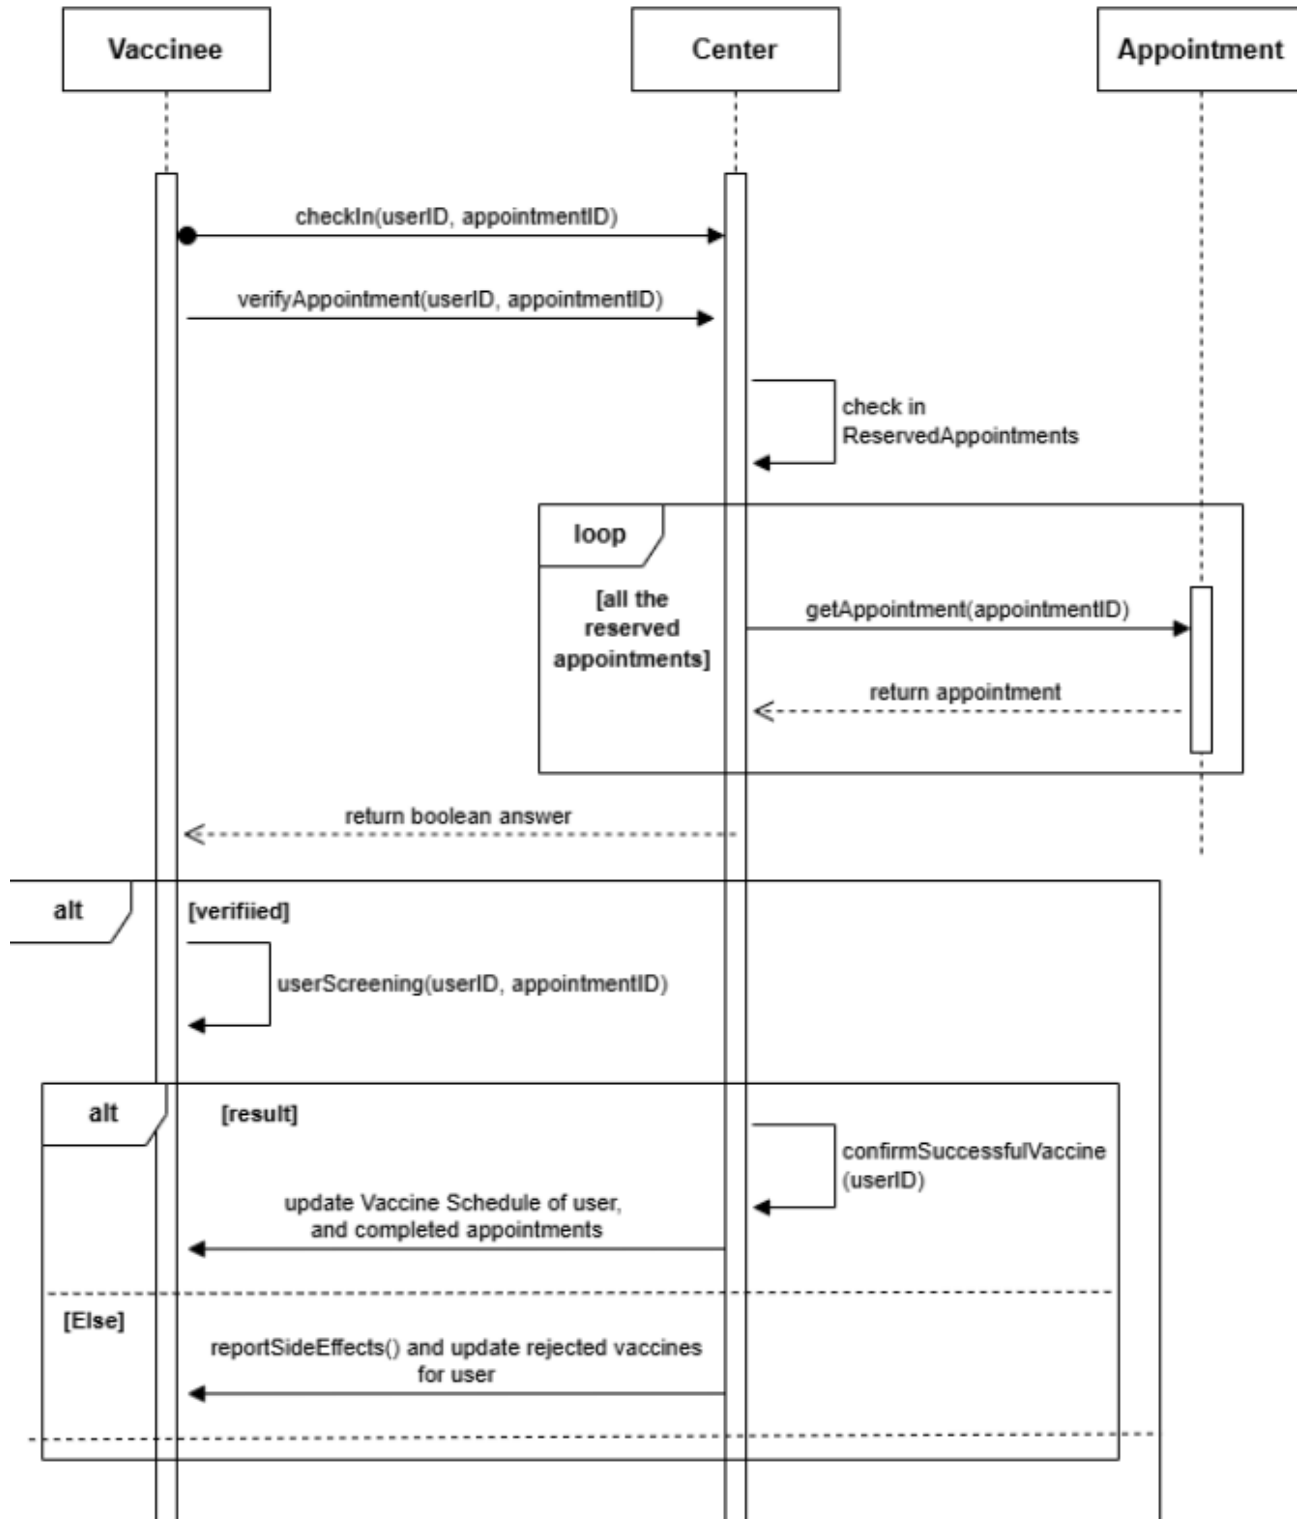 Vaccinee
Center
Appointment
checkIn(userID, appointmentID)
verifyAppointment(userID, appointmentID)
check in
ReservedAppointments
loop
[all the
reserved
appointments]
getAppointment(appointmentID)
return appointment
return boolean answer
alt
[verifiied]
userScreening(userID, appointmentID)
alt
[result]
confirmSuccessfulVaccine
(userID)
update Vaccine Schedule of user,
and completed appointments
[Else]
reportSideEffects() and update rejected vaccines
for user